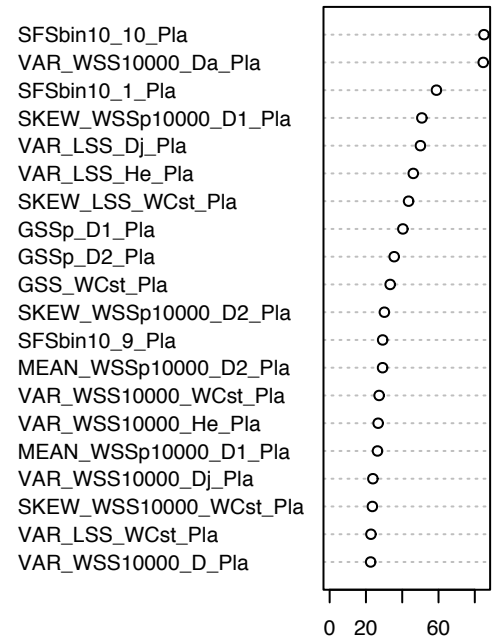 SFSbin10_10_Pla
VAR_WSS10000_Da_Pla
SFSbin10_1_Pla
SKEW_WSSp10000_D1_Pla
VAR_LSS_Dj_Pla
VAR_LSS_He_Pla
SKEW_LSS_WCst_Pla
GSSp_D1_Pla
GSSp_D2_Pla
GSS_WCst_Pla
SKEW_WSSp10000_D2_Pla
SFSbin10_9_Pla
MEAN_WSSp10000_D2_Pla
VAR_WSS10000_WCst_Pla
VAR_WSS10000_He_Pla
MEAN_WSSp10000_D1_Pla
VAR_WSS10000_Dj_Pla
SKEW_WSS10000_WCst_Pla
VAR_LSS_WCst_Pla
VAR_WSS10000_D_Pla
0 20 60